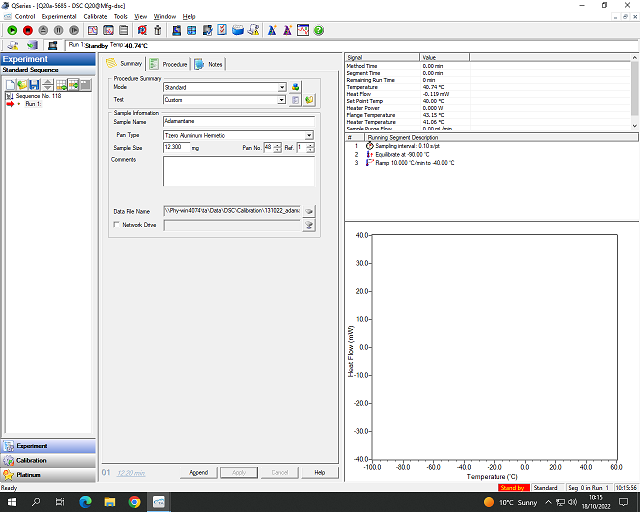 QSeries - [Q20a-5685 - DSC Q20@Mfg-dsc]
Control Experimental Calibrate Tools View Window Help
Run 1 Standby Temp 40.74°C
Experiment
Standard Sequence
Sequence No. 118
Run 1:
Summary Procedure Notes
Procedure Summary
Mode Standard
Test Custom
Sample Information
Sample Name Adamantane
Pan Type Tzero Aluminum Hermetic
Sample Size 12.300 mg Pan No. 48 Ref. 1
Comments
Data File Name \\Phy-win4074\ta\Data\DSC\Calibration\131022_adama
Network Drive
01 12.20 min Append Apply Cancel Help
Signal Value
Method Time 0.00 min
Segment Time 0.00 min
Remaining Run Time 0 min
Temperature 40.74 °C
Heat Flow -0.119 mW
Set Point Temp 40.00 °C
Heater Power 0.000 W
Flange Temperature 43.15 °C
Heater Temperature 41.06 °C
Sample Purge Flow 0.00 mL/min
# Running Segment Description
1 Sampling interval: 0.10 s/pt
2 Equilibrate at -90.00 °C
3 Ramp 10.000 °C/min to -40.00 °C
Heat Flow (mW)
40.0
30.0
20.0
10.0
0.0
-10.0
-20.0
-30.0
-40.0
-100.0 -80.0 -60.0 -40.0 -20.0 0.0 20.0 40.0 60.0
Temperature (°C)
Experiment
Calibration
Platinum
Ready
Stand by Standard Seg 0 in Run 1 10:15:56
10°C Sunny
10:15
18/10/2022